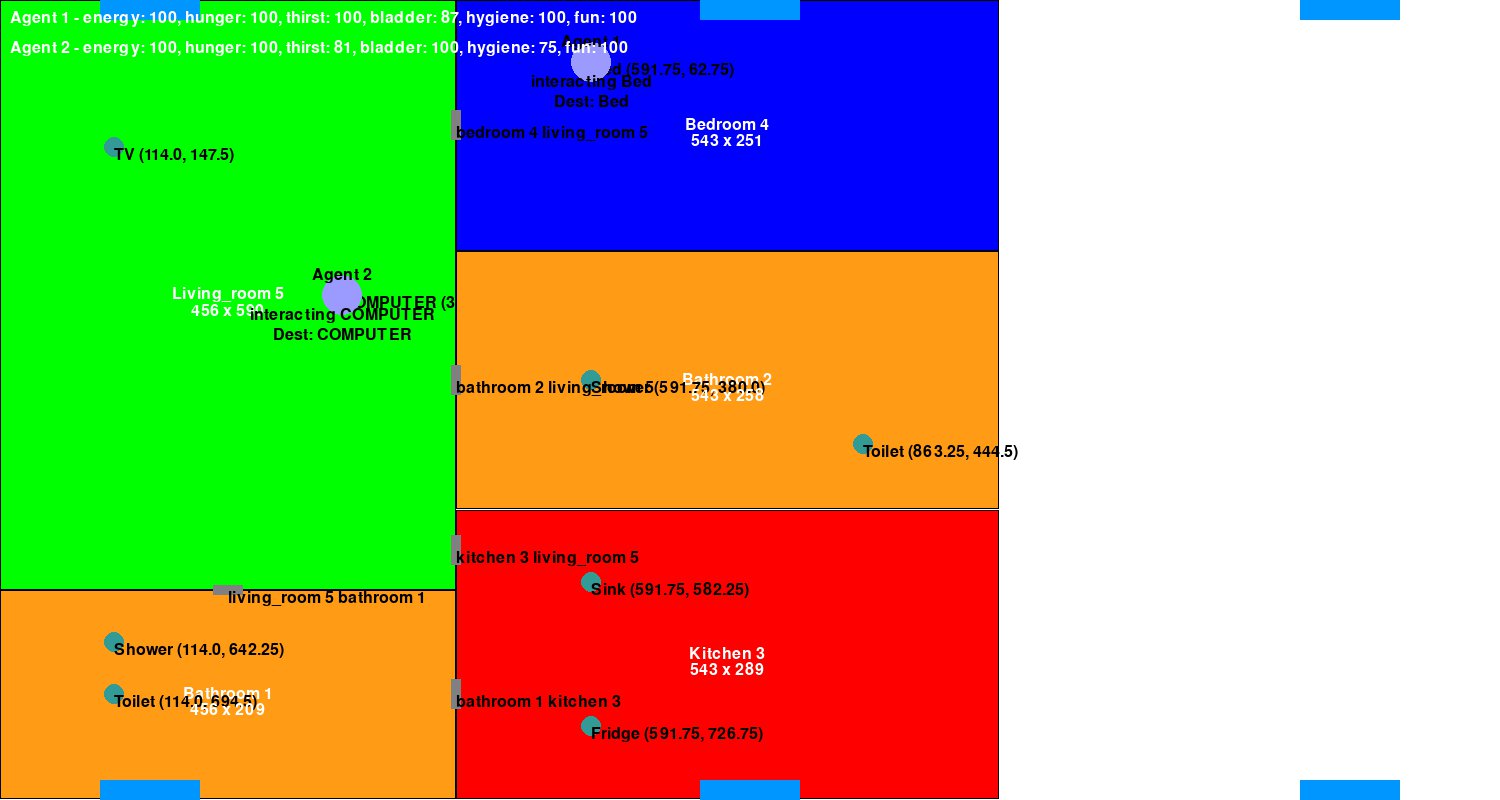 Agent 1 - energy: 100, hunger: 100, thirst: 100, bladder: 87, hygiene: 100, fun: 100
Agent 2 - energy: 100, hunger: 100, thirst: 81, bladder: 100, hygiene: 75, fun: 100
Agent 1
(591.75, 62.75)
interacting Bed
Dest: Bed
Bedroom 4
543 x 251
bedroom 4 living_room 5
TV (114.0, 147.5)
Agent 2
Living_room 5
456 x 590
OMPUTER (3
interacting COMPUTER
Dest: COMPUTER
Bathroom 2
543 x 258
bathroom 2 living_room 5
Shower (591.75, 380.0)
Toilet (863.25, 444.5)
kitchen 3 living_room 5
Sink (591.75, 582.25)
living_room 5 bathroom 1
Shower (114.0, 642.25)
Kitchen 3
543 x 289
Bathroom 1
456 x 209
Toilet (114.0, 694.5)
bathroom 1 kitchen 3
Fridge (591.75, 726.75)